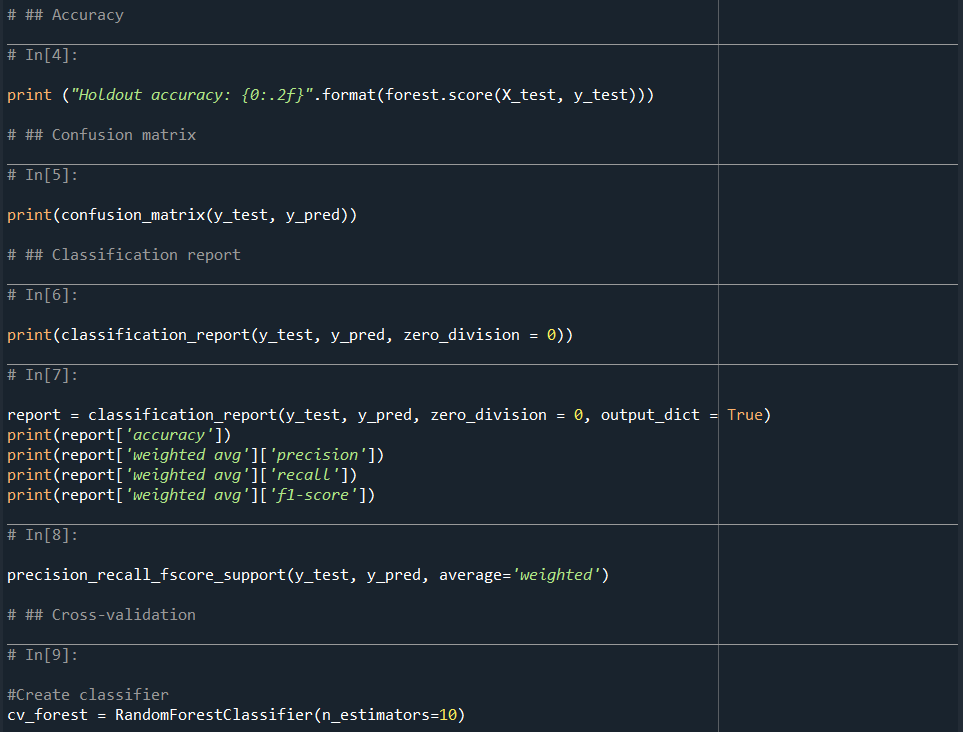 # ## Accuracy
# In[4]:
print ("Holdout accuracy: {0:.2f}".format(forest.score(X_test, y_test)))
# ## Confusion matrix
# In[5]:
print(confusion_matrix(y_test, y_pred))
# ## Classification report
# In[6]:
print(classification_report(y_test, y_pred, zero_division = 0))
# In[7]:
report = classification_report(y_test, y_pred, zero_division = 0, output_dict = True)
print(report['accuracy'])
print(report['weighted avg']['precision'])
print(report['weighted avg']['recall'])
print(report['weighted avg']['f1-score'])
# In[8]:
precision_recall_fscore_support(y_test, y_pred, average='weighted')
# ## Cross-validation
# In[9]:
#Create classifier
cv_forest = RandomForestClassifier(n_estimators=10)